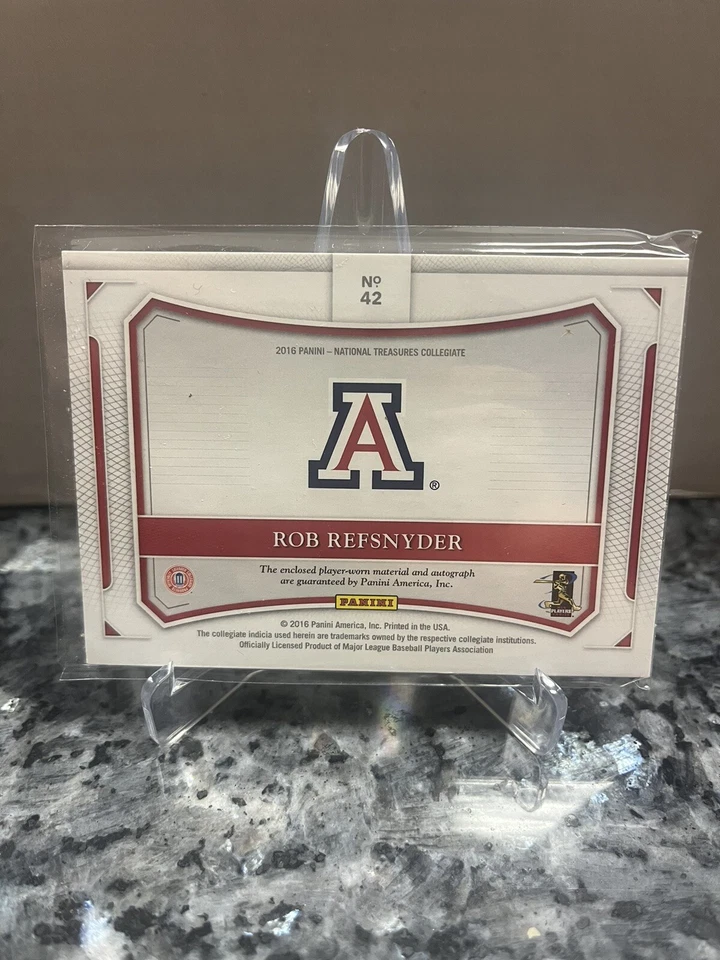 Nº
42
2016 PANINI – NATIONAL TREASURES COLLEGIATE
A
®
ROB REFSNYDER
The enclosed player-worn material and autograph
are guaranteed by Panini America, Inc.
PANINI
PLAYERS
© 2016 Panini America, Inc. Printed in the USA.
The collegiate indicia used herein are trademarks owned by the respective collegiate institutions.
Officially Licensed Product of Major League Baseball Players Association